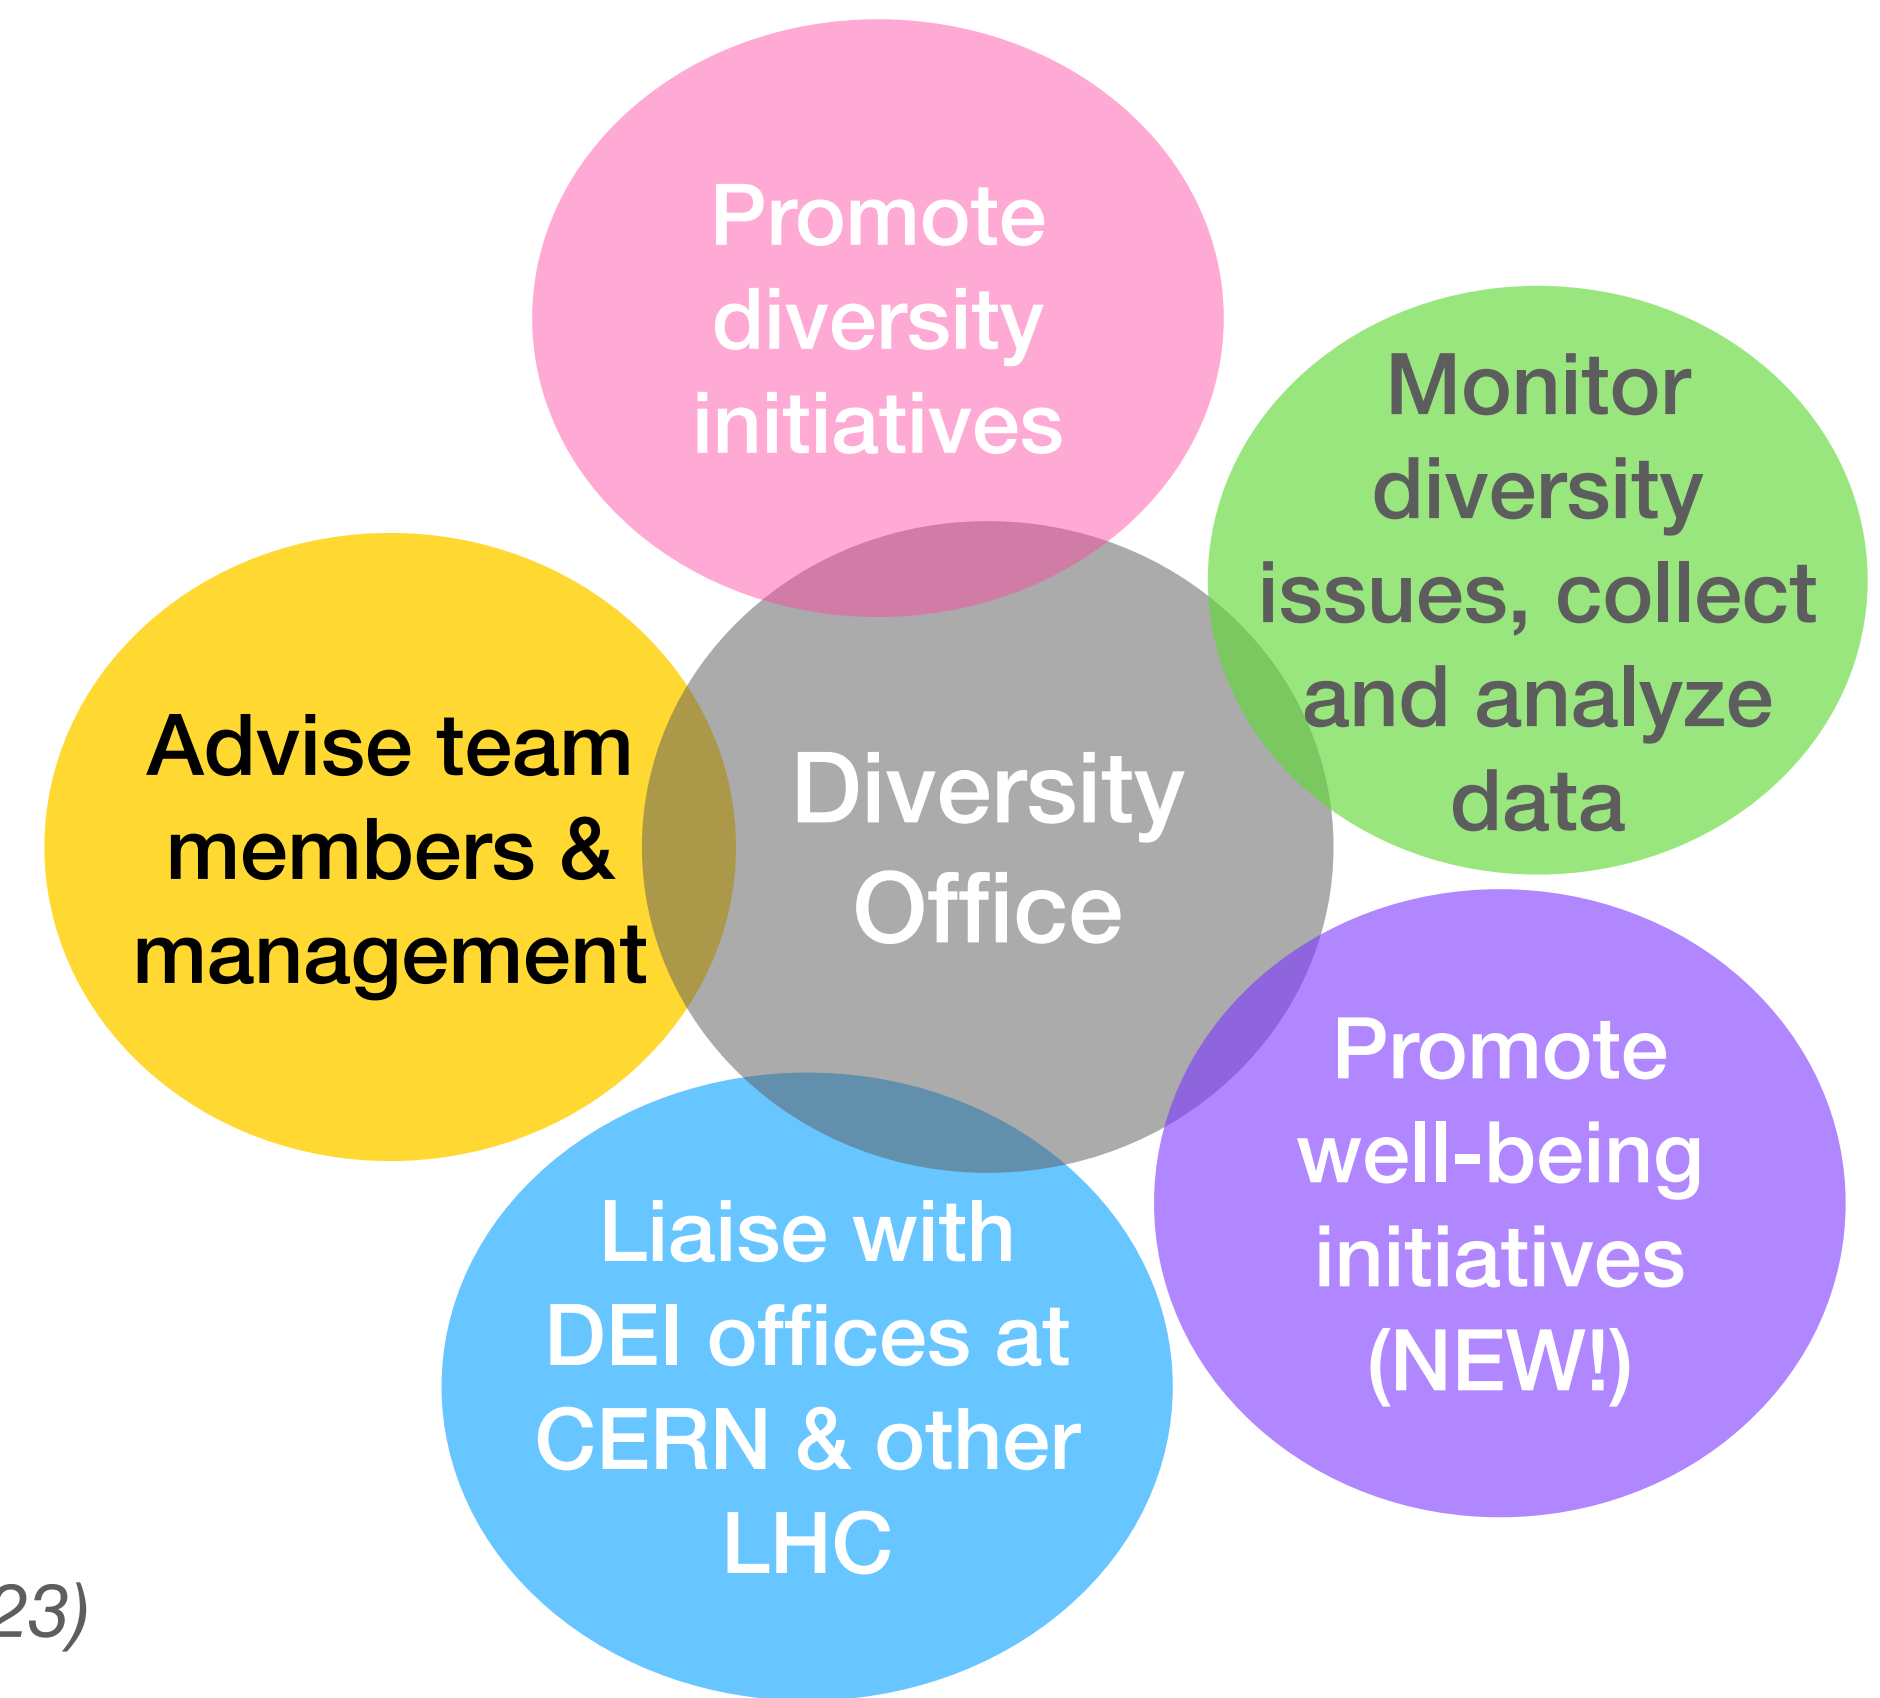 Promote
diversity
initiatives
Monitor
diversity
issues, collect
and analyze
data
Advise team
members &
management
Diversity
Office
Promote
well-being
initiatives
(NEW!)
Liaise with
DEI offices at
CERN & other
LHC
23)